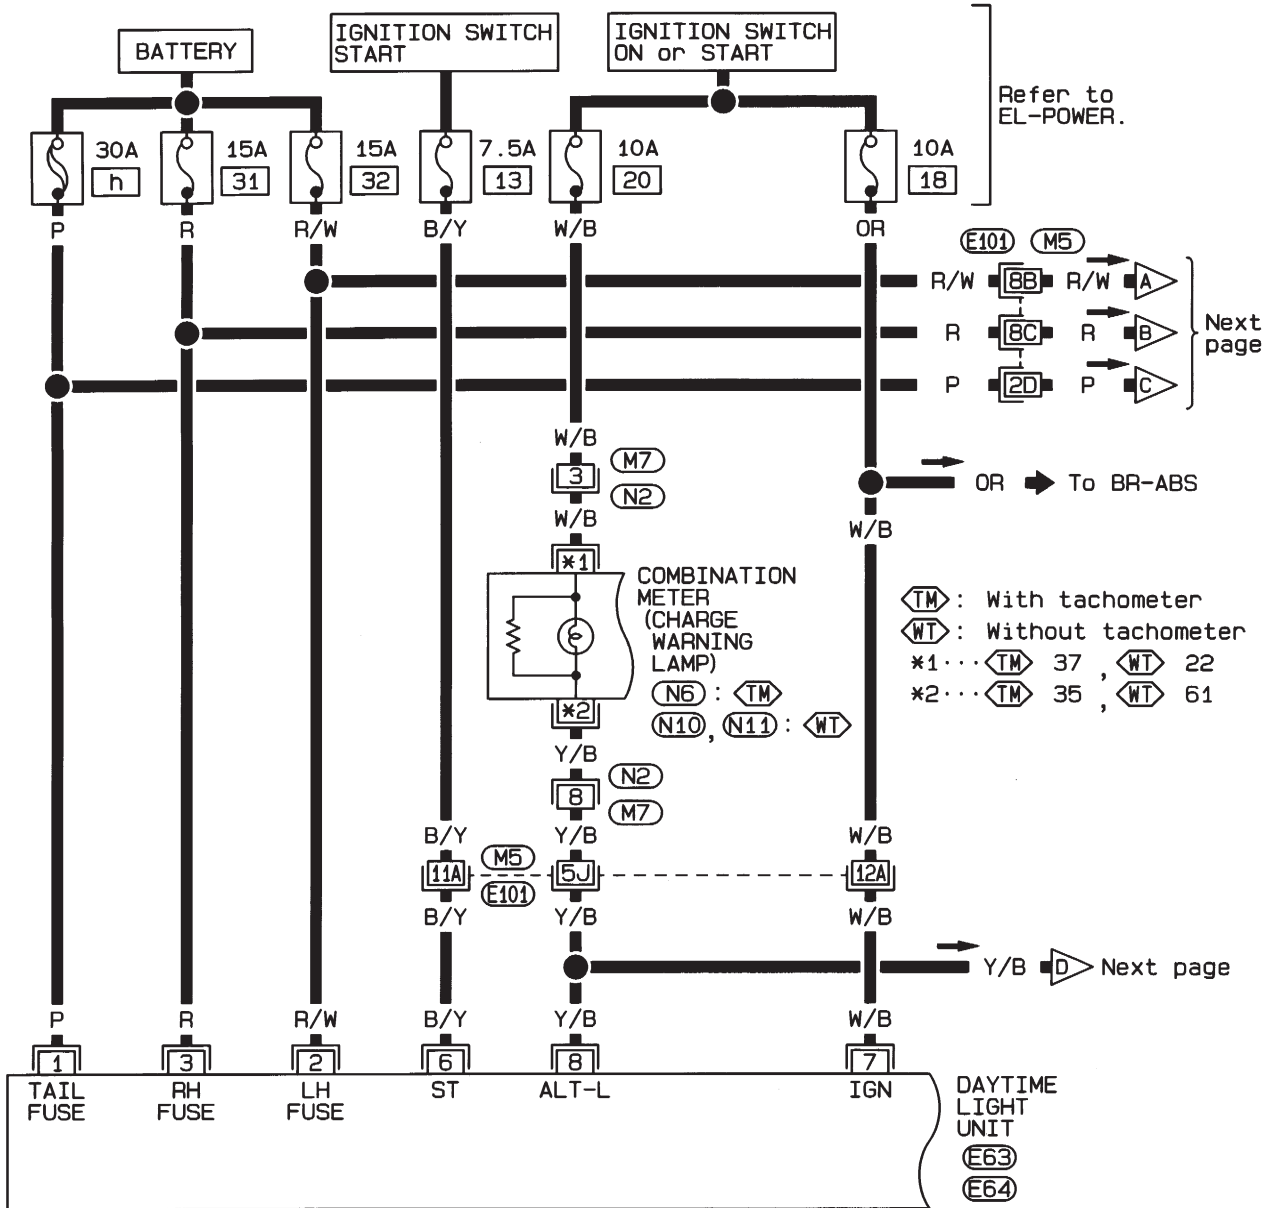 BATTERY
IGNITION SWITCH
START
IGNITION SWITCH
ON or START
Refer to
EL-POWER.
30A
h
15A
31
15A
32
7.5A
13
10A
20
10A
18
P R R/W B/Y W/B OR
E101 M5
R/W 8B R/W A
R 8C R B
P 2D P C
Next
page
W/B
3
M7
N2
W/B
OR To BR-ABS
W/B
*1
COMBINATION
METER
(CHARGE
WARNING
LAMP)
N6 : TM
N10, N11 : WT
TM : With tachometer
WT : Without tachometer
*1 ··· TM 37 , WT 22
*2 ··· TM 35 , WT 61
*2
Y/B
8
N2
M7
B/Y Y/B W/B
11A M5 E101 5J 12A
B/Y Y/B W/B
Y/B D Next page
P R R/W B/Y Y/B W/B
1 3 2 6 8 7
TAIL
FUSE
RH
FUSE
LH
FUSE
ST
ALT-L
IGN
DAYTIME
LIGHT
UNIT
E63
E64